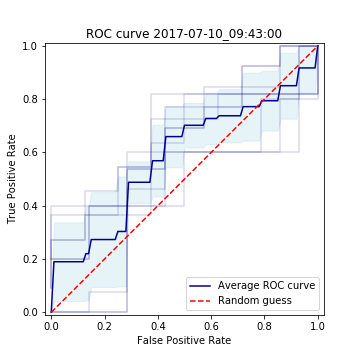 ROC curve 2017-07-10_09:43:00
True Positive Rate
1.0
0.8
0.6
0.4
0.2
0.0
0.0 0.2 0.4 0.6 0.8 1.0
False Positive Rate
Average ROC curve
Random guess